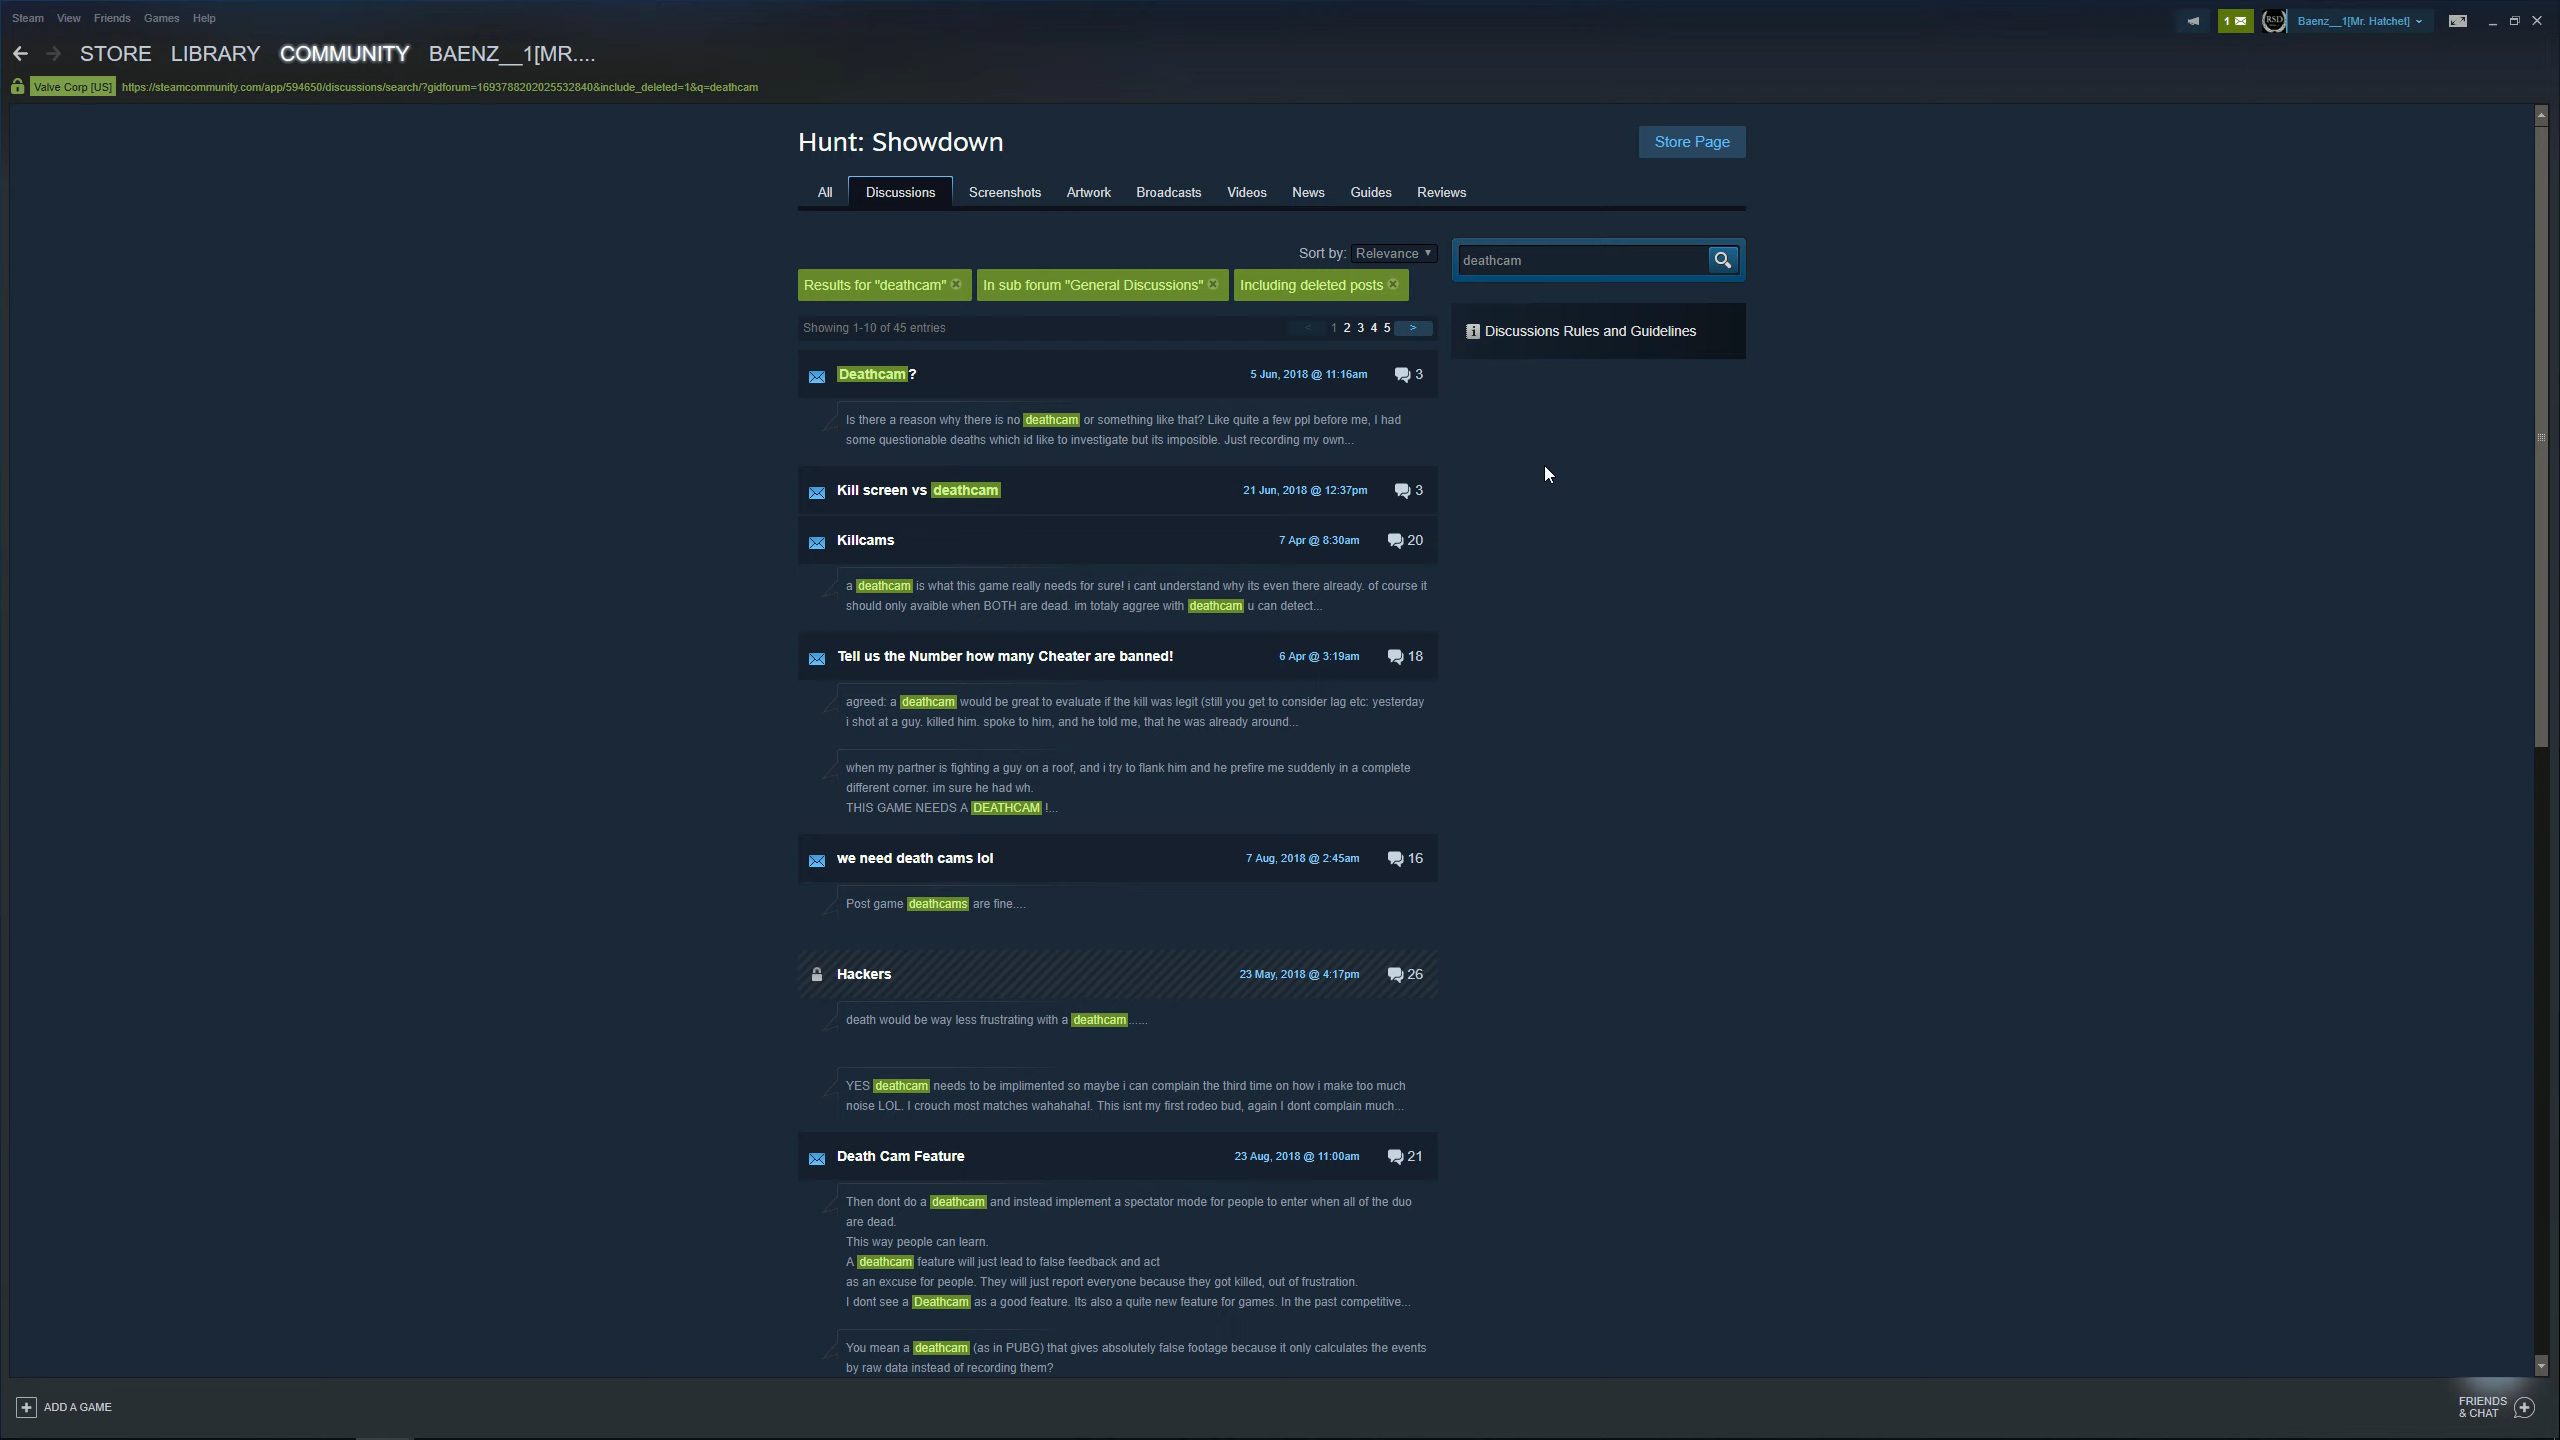 Steam View Friends Games Help
1 Baenz__1[Mr. Hatchet]
STORE LIBRARY COMMUNITY BAENZ__1[MR....
Valve Corp [US] https://steamcommunity.com/app/594650/discussions/search/?gidforum=1693788202025532840&include_deleted=1&q=deathcam
Hunt: Showdown
Store Page
All Discussions Screenshots Artwork Broadcasts Videos News Guides Reviews
Sort by: Relevance
deathcam
Results for "deathcam" In sub forum "General Discussions" Including deleted posts
Showing 1-10 of 45 entries
< 1 2 3 4 5 >
Discussions Rules and Guidelines
Deathcam? 5 Jun, 2018 @ 11:16am 3
Is there a reason why there is no deathcam or something like that? Like quite a few ppl before me, I had
some questionable deaths which id like to investigate but its imposible. Just recording my own...
Kill screen vs deathcam 21 Jun, 2018 @ 12:37pm 3
Killcams 7 Apr @ 8:30am 20
a deathcam is what this game really needs for sure! i cant understand why its even there already. of course it
should only avaible when BOTH are dead. im totaly aggree with deathcam u can detect...
Tell us the Number how many Cheater are banned! 6 Apr @ 3:19am 18
agreed: a deathcam would be great to evaluate if the kill was legit (still you get to consider lag etc: yesterday
i shot at a guy. killed him. spoke to him, and he told me, that he was already around...
when my partner is fighting a guy on a roof, and i try to flank him and he prefire me suddenly in a complete
different corner. im sure he had wh.
THIS GAME NEEDS A DEATHCAM !...
we need death cams lol 7 Aug, 2018 @ 2:45am 16
Post game deathcams are fine....
Hackers 23 May, 2018 @ 4:17pm 26
death would be way less frustrating with a deathcam......
YES deathcam needs to be implimented so maybe i can complain the third time on how i make too much
noise LOL. I crouch most matches wahahaha!. This isnt my first rodeo bud, again I dont complain much...
Death Cam Feature 23 Aug, 2018 @ 11:00am 21
Then dont do a deathcam and instead implement a spectator mode for people to enter when all of the duo
are dead.
This way people can learn.
A deathcam feature will just lead to false feedback and act
as an excuse for people. They will just report everyone because they got killed, out of frustration.
I dont see a Deathcam as a good feature. Its also a quite new feature for games. In the past competitive...
You mean a deathcam (as in PUBG) that gives absolutely false footage because it only calculates the events
by raw data instead of recording them?
ADD A GAME
FRIENDS
& CHAT